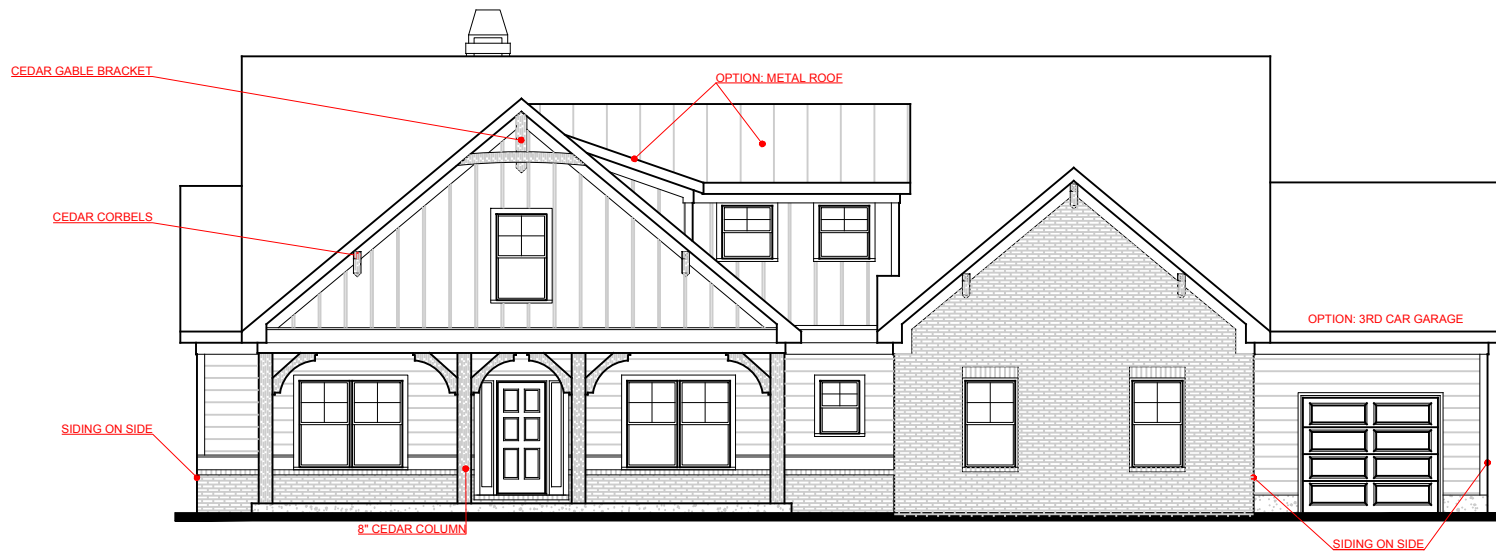 CEDAR GABLE BRACKET
OPTION: METAL ROOF
CEDAR CORBELS
OPTION: 3RD CAR GARAGE
SIDING ON SIDE
8" CEDAR COLUMN
SIDING ON SIDE